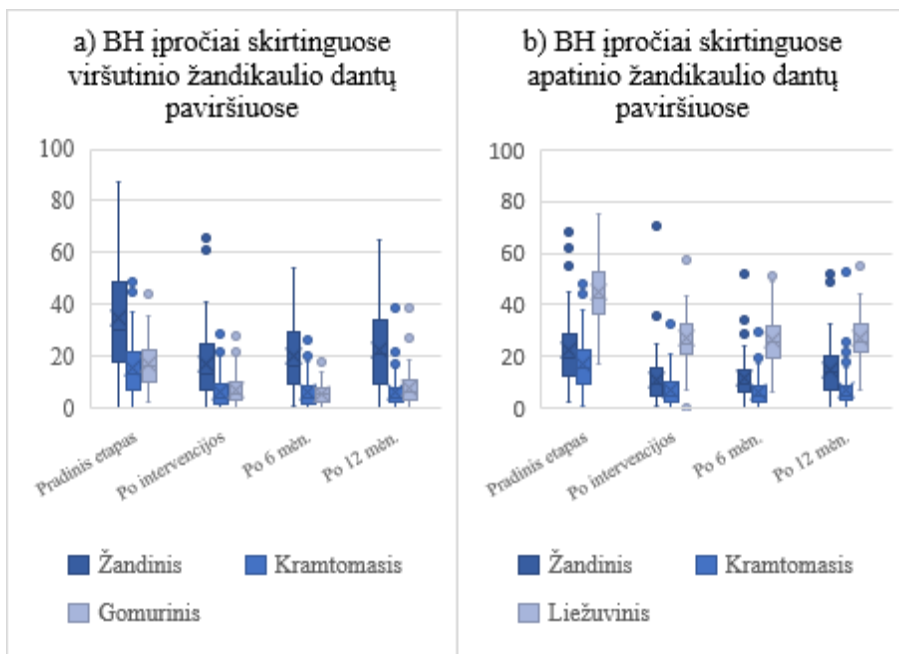 a) BH įpročiai skirtinguose
viršutinio žandikaulio dantų
paviršiuose
100
80
60
40
20
0
Pradinis etapas
Po intervencijos
Po 6 mėn.
Po 12 mėn.
Žandinis
Kramtomasis
Gomurinis
b) BH įpročiai skirtinguose
apatinio žandikaulio dantų
paviršiuose
100
80
60
40
20
0
Pradinis etapas
Po intervencijos
Po 6 mėn.
Po 12 mėn.
Žandinis
Kramtomasis
Liežuvinis